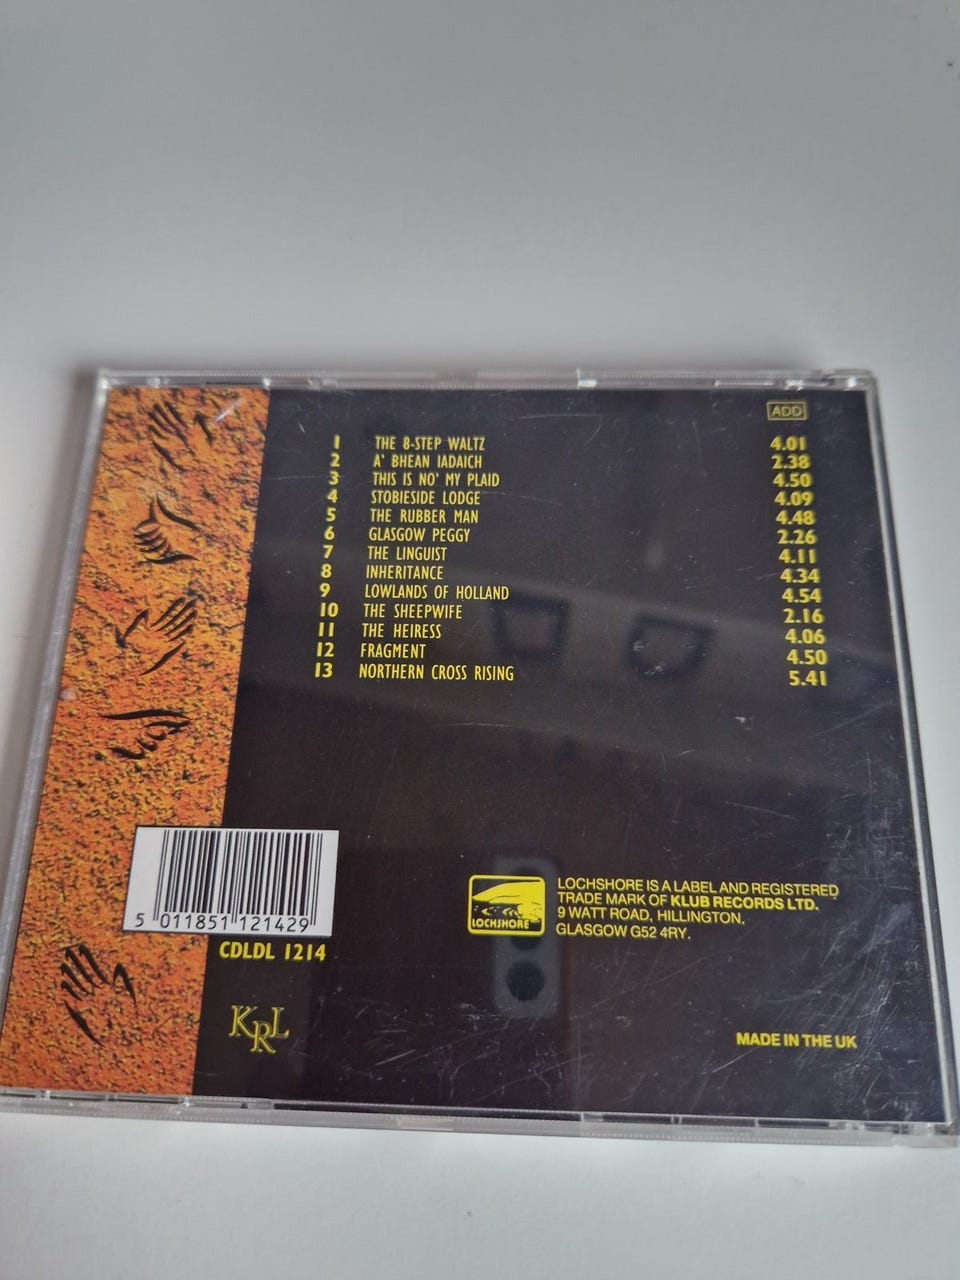 ADD
1 THE 8-STEP WALTZ 4.01
2 A' BHEAN IADAICH 2.38
3 THIS IS NO' MY PLAID 4.50
4 STOBIESIDE LODGE 4.09
5 THE RUBBER MAN 4.48
6 GLASGOW PEGGY 2.26
7 THE LINGUIST 4.11
8 INHERITANCE 4.34
9 LOWLANDS OF HOLLAND 4.54
10 THE SHEEPWIFE 2.16
11 THE HEIRESS 4.06
12 FRAGMENT 4.50
13 NORTHERN CROSS RISING 5.41
5 011851 121429
CDLDL 1214
KRL
LOCHSHORE
LOCHSHORE IS A LABEL AND REGISTERED
TRADE MARK OF KLUB RECORDS LTD.
9 WATT ROAD, HILLINGTON,
GLASGOW G52 4RY.
MADE IN THE UK